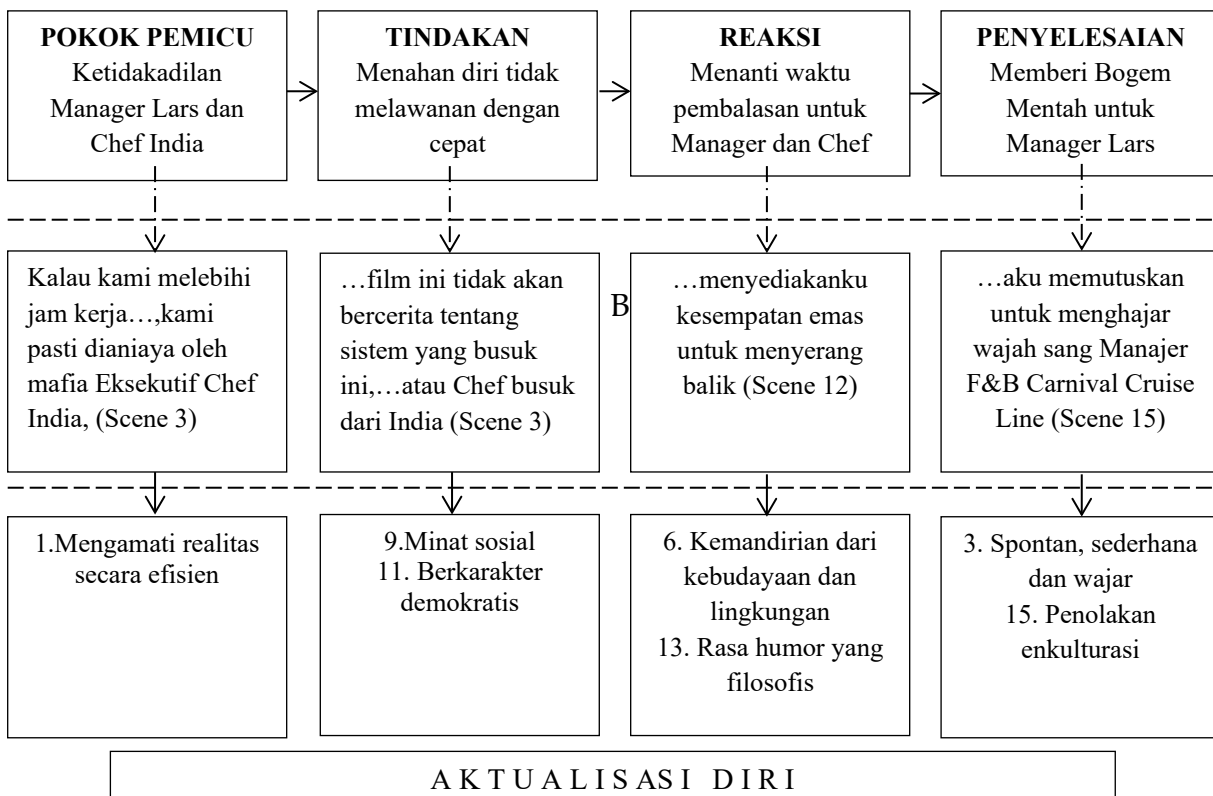 POKOK PEMICU
Ketidakadilan
Manager Lars dan
Chef India
TINDAKAN
Menahan diri tidak
melawanan dengan
cepat
REAKSI
Menanti waktu
pembalasan untuk
Manager dan Chef
PENYELESAIAN
Memberi Bogem
Mentah untuk
Manager Lars
Kalau kami melebihi
jam kerja…,kami
pasti dianiaya oleh
mafia Eksekutif Chef
India, (Scene 3)
…film ini tidak akan
bercerita tentang
sistem yang busuk
ini,…atau Chef busuk
dari India (Scene 3)
B
…menyediakanku
kesempatan emas
untuk menyerang
balik (Scene 12)
…aku memutuskan
untuk menghajar
wajah sang Manajer
F&B Carnival Cruise
Line (Scene 15)
1.Mengamati realitas
secara efisien
9.Minat sosial
11. Berkarakter
demokratis
6. Kemandirian dari
kebudayaan dan
lingkungan
13. Rasa humor yang
filosofis
3. Spontan, sederhana
dan wajar
15. Penolakan
enkulturasi
A K T U A L I S A S I  D I R I